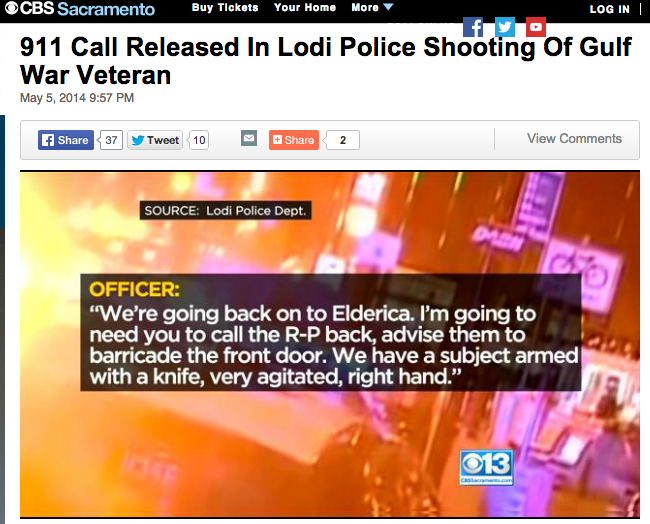 CBS Sacramento
Buy Tickets Your Home More LOG IN
911 Call Released In Lodi Police Shooting Of Gulf
War Veteran
May 5, 2014 9:57 PM
Share 37 Tweet 10 Share 2 View Comments
SOURCE: Lodi Police Dept.
OFFICER:
“We’re going back on to Elderica. I’m going to
need you to call the R-P back, advise them to
barricade the front door. We have a subject armed
with a knife, very agitated, right hand.”
13
CBSSacramento.com